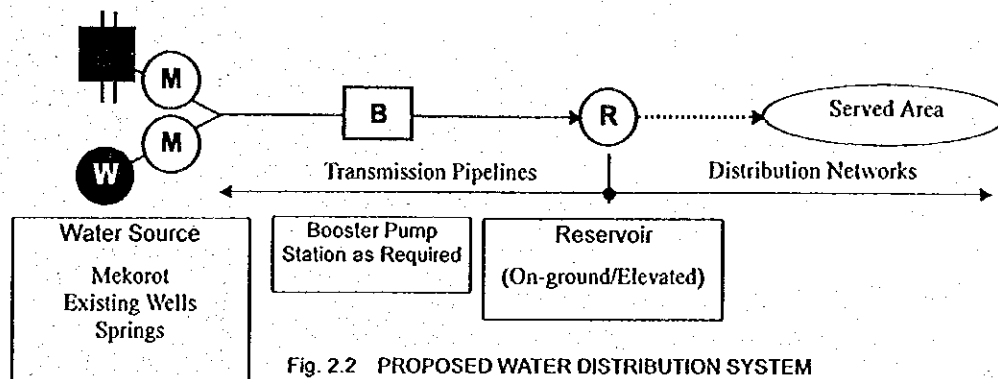 M
M
W
B
R
Served Area
Transmission Pipelines
Distribution Networks
Water Source
Mekorot
Existing Wells
Springs
Booster Pump
Station as Required
Reservoir
(On-ground/Elevated)
Fig. 2.2 PROPOSED WATER DISTRIBUTION SYSTEM